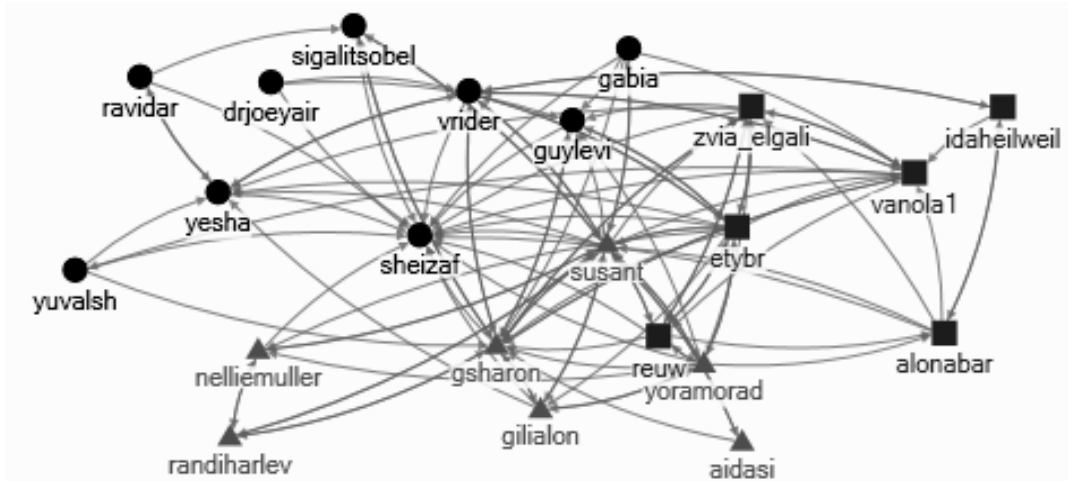 sigalitsobel
gabia
ravidar
drjoeyair
vrider
guylevi
zvia_elgali
idaheilweil
yesha
vanola1
sheizaf
susant
etybr
yuvalsh
nelliemuller
gsharon
reuw
yoramorad
alonabar
gilialon
randiharlev
aidasi